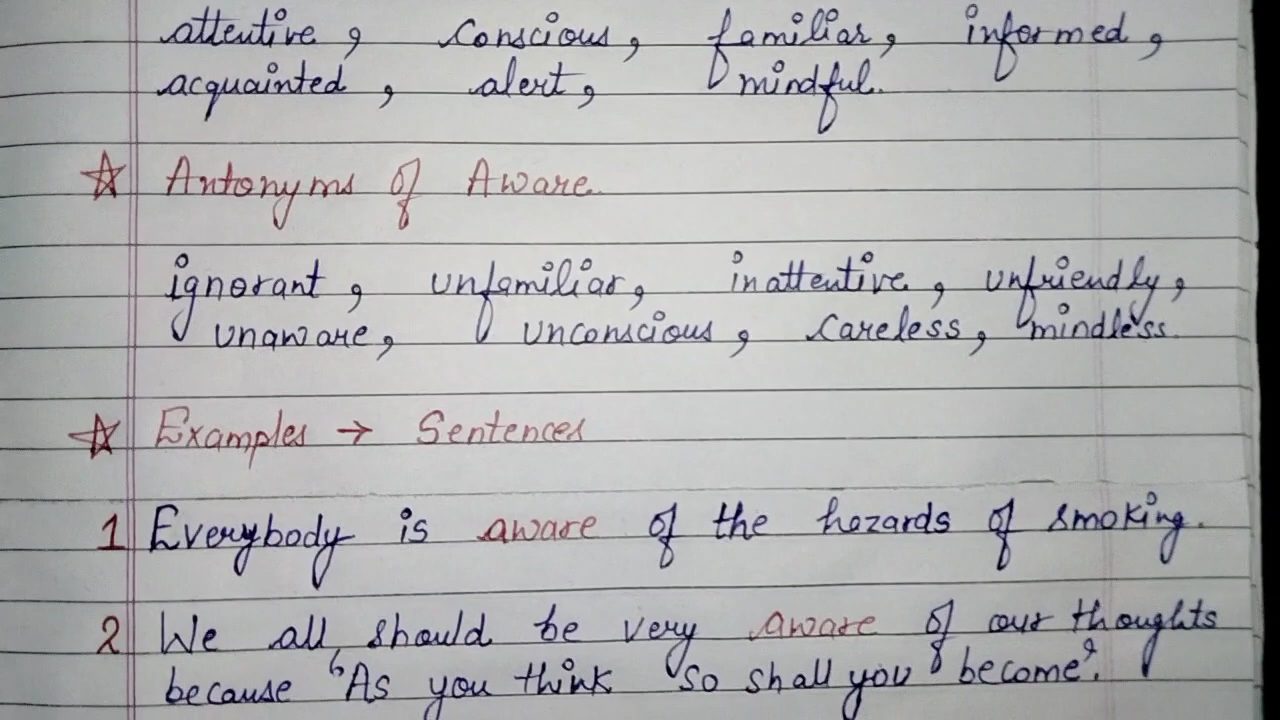 attentive, conscious, familiar, informed,
acquainted, alert, mindful.
☆ Antonyms of Aware.
ignorant, unfamiliar, inattentive, unfriendly,
unaware, unconscious, careless, mindless.
☆ Examples → Sentences
1 Everybody is aware of the hazards of smoking.
2 We all should be very aware of our thoughts
because 'As you think so shall you become'.